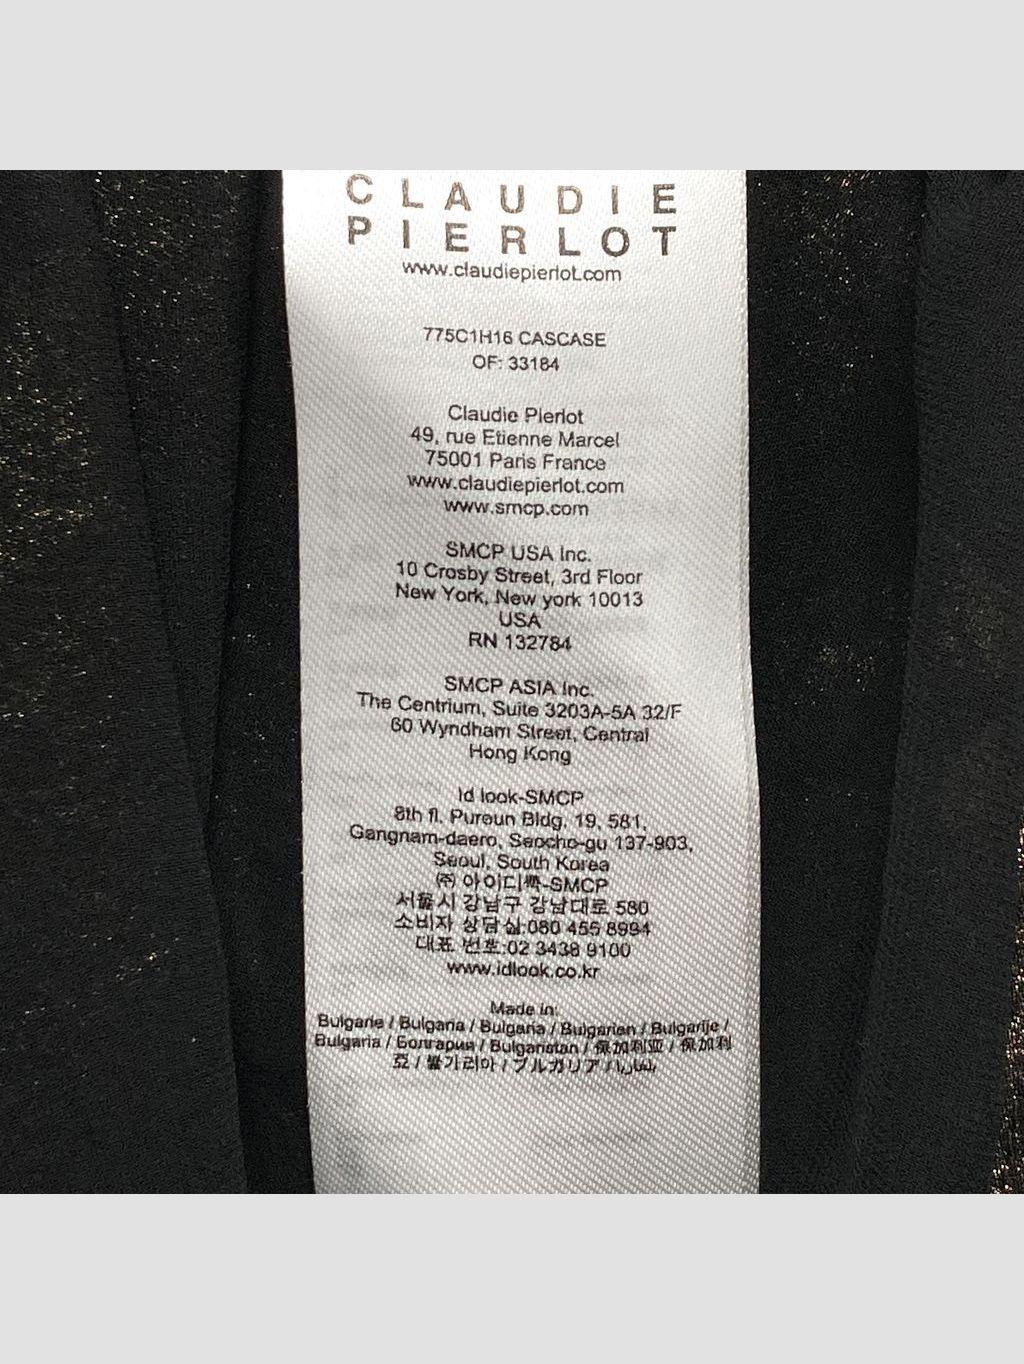 CLAUDIE
PIERLOT
www.claudiepierlot.com
775C1H16 CASCASE
OF: 33184
Claudie Pierlot
49, rue Etienne Marcel
75001 Paris France
www.claudiepierlot.com
www.smcp.com
SMCP USA Inc.
10 Crosby Street, 3rd Floor
New York, New york 10013
USA
RN 132784
SMCP ASIA Inc.
The Centrium, Suite 3203A-5A 32/F
60 Wyndham Street, Central
Hong Kong
Id look-SMCP
8th fl. Pureun Bldg. 19, 581,
Gangnam-daero, Seocho-gu 137-903,
Seoul, South Korea
㈜ 아이디룩-SMCP
서울시 강남구 강남대로 580
소비자 상담실:080 455 8994
대표 번호:02 3438 9100
www.idlook.co.kr
Made in:
Bulgarie / Bulgaria / Bulgaria / Bulgarien / Bulgarije /
Bulgaria / Болгария / Bulgaristan / 保加利亚 / 保加利
亞 / 불가리아 / ブルガリア / بلغاريا